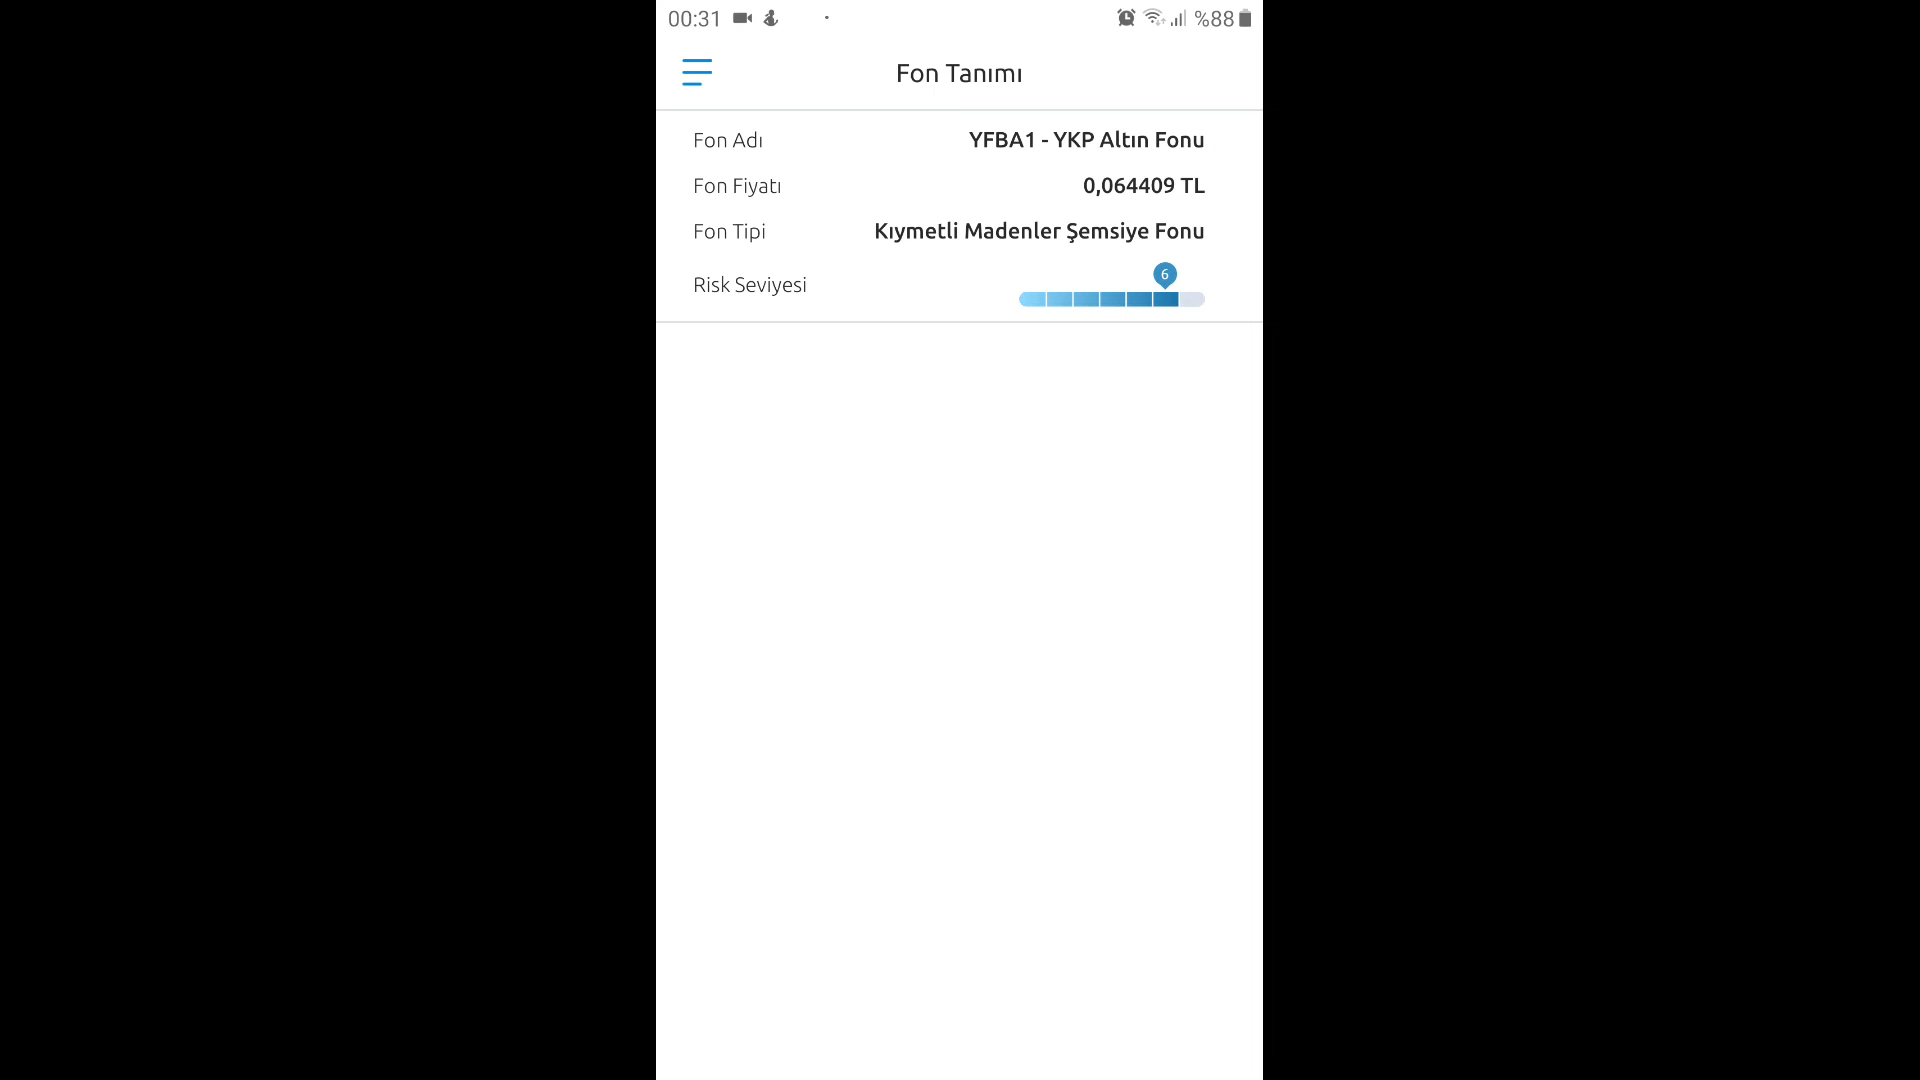 00:31 %88
Fon Tanımı
Fon Adı YFBA1 - YKP Altın Fonu
Fon Fiyatı 0,064409 TL
Fon Tipi Kıymetli Madenler Şemsiye Fonu
6
Risk Seviyesi